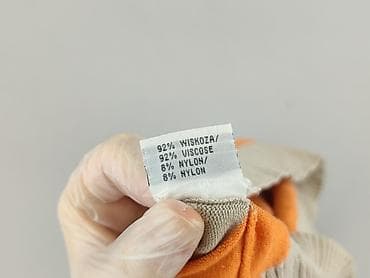 92% WISKOZA/
92% VISCOSE
8% NYLON/
8% NYLON